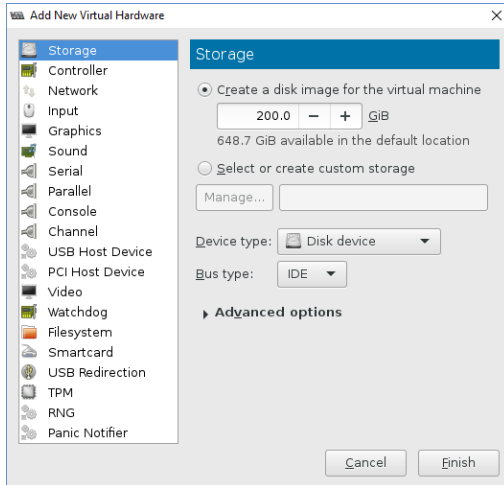 Add New Virtual Hardware
Storage
Controller
Network
Input
Graphics
Sound
Serial
Parallel
Console
Channel
USB Host Device
PCI Host Device
Video
Watchdog
Filesystem
Smartcard
USB Redirection
TPM
RNG
Panic Notifier
Storage
Create a disk image for the virtual machine
200.0 − + GiB
648.7 GiB available in the default location
Select or create custom storage
Manage...
Device type: Disk device
Bus type: IDE
Advanced options
Cancel Finish